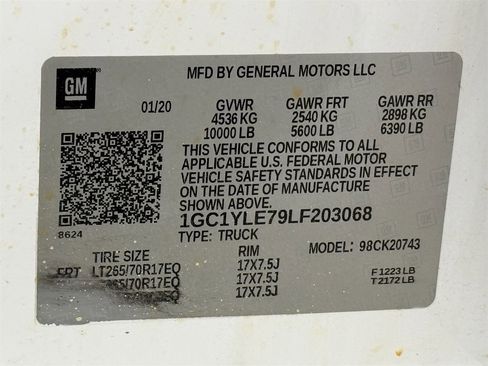 GM
MFD BY GENERAL MOTORS LLC
01/20 GVWR GAWR FRT GAWR RR
4536 KG 2540 KG 2898 KG
10000 LB 5600 LB 6390 LB
THIS VEHICLE CONFORMS TO ALL
APPLICABLE U.S. FEDERAL MOTOR
VEHICLE SAFETY STANDARDS IN EFFECT
ON THE DATE OF MANUFACTURE
SHOWN ABOVE.
1GC1YLE79LF203068
8624 TYPE: TRUCK
TIRE SIZE RIM MODEL: 98CK20743
FRT LT265/70R17EQ 17X7.5J F 1223 LB
/70R17EQ 17X7.5J T 2172 LB
17X7.5J